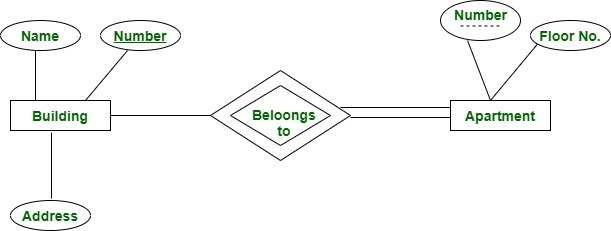 Number
Name
Number
Floor No.
Building
Beloongs
to
Apartment
Address